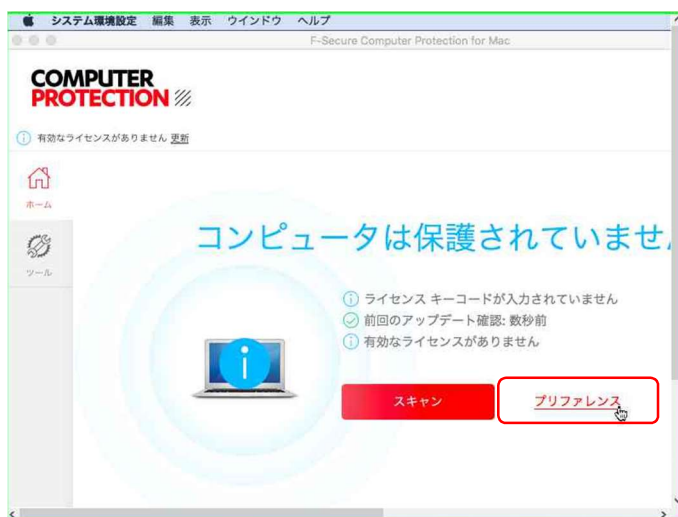 システム環境設定 編集 表示 ウインドウ ヘルプ
F-Secure Computer Protection for Mac
COMPUTER
PROTECTION
有効なライセンスがありません 更新
ホーム
コンピュータは保護されていませ
ツール
ライセンス キーコードが入力されていません
前回のアップデート確認: 数秒前
有効なライセンスがありません
スキャン プリファレンス